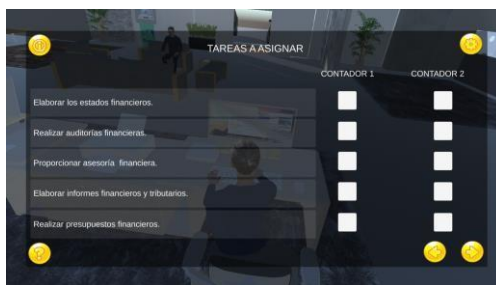 TAREAS A ASIGNAR
CONTADOR 1 CONTADOR 2
Elaborar los estados financieros.
Realizar auditorías financieras.
Proporcionar asesoría financiera.
Elaborar informes financieros y tributarios.
Realizar presupuestos financieros.
?